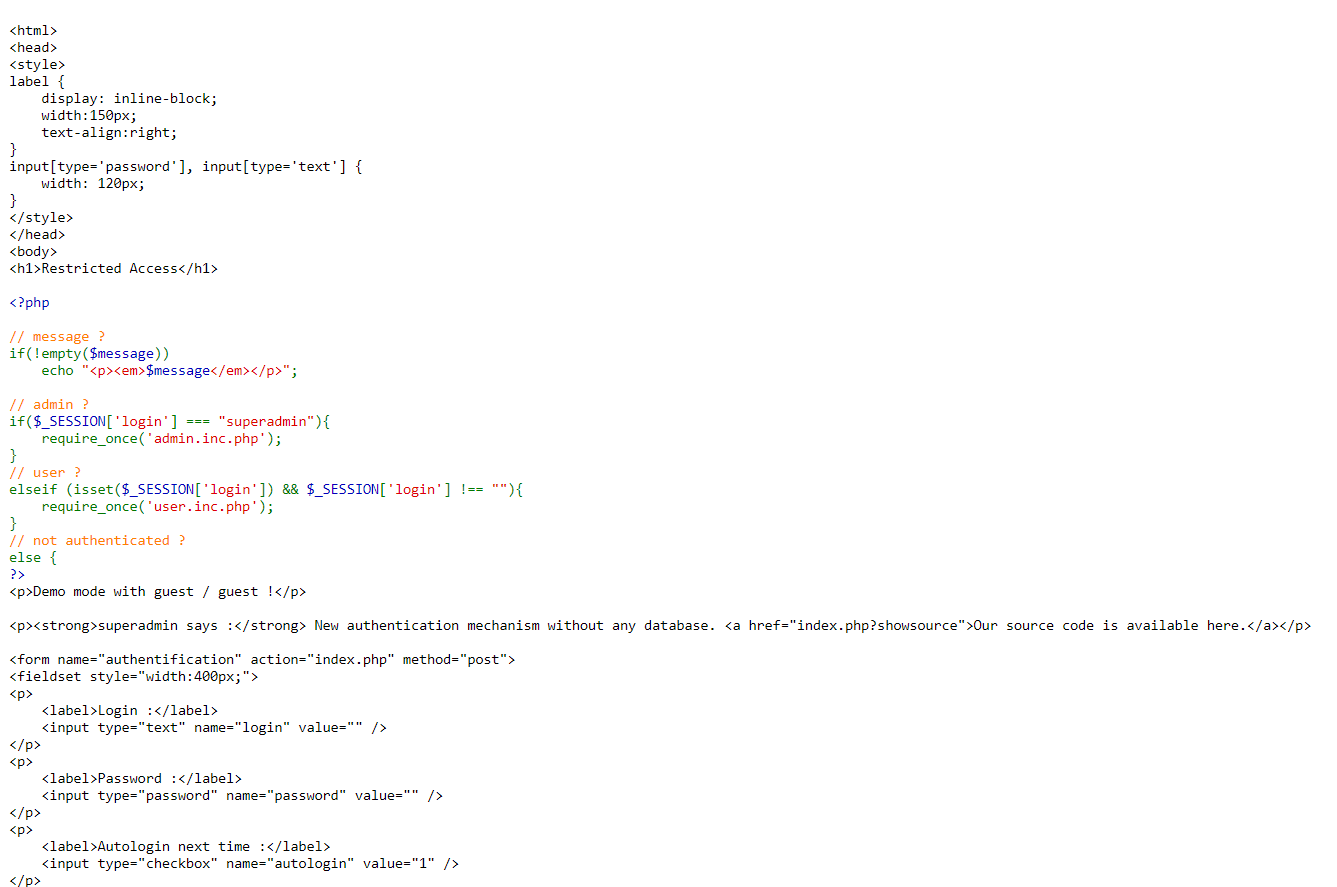 <html>
<head>
<style>
label {
    display: inline-block;
    width:150px;
    text-align:right;
}
input[type='password'], input[type='text'] {
    width: 120px;
}
</style>
</head>
<body>
<h1>Restricted Access</h1>

<?php

// message ?
if(!empty($message))
    echo "<p><em>$message</em></p>";

// admin ?
if($_SESSION['login'] === "superadmin"){
    require_once('admin.inc.php');
}
// user ?
elseif (isset($_SESSION['login']) && $_SESSION['login'] !== ""){
    require_once('user.inc.php');
}
// not authenticated ?
else {
?>
<p>Demo mode with guest / guest !</p>

<p><strong>superadmin says :</strong> New authentication mechanism without any database. <a href="index.php?showsource">Our source code is available here.</a></p>

<form name="authentification" action="index.php" method="post">
<fieldset style="width:400px;">
<p>
    <label>Login :</label>
    <input type="text" name="login" value="" />
</p>
<p>
    <label>Password :</label>
    <input type="password" name="password" value="" />
</p>
<p>
    <label>Autologin next time :</label>
    <input type="checkbox" name="autologin" value="1" />
</p>